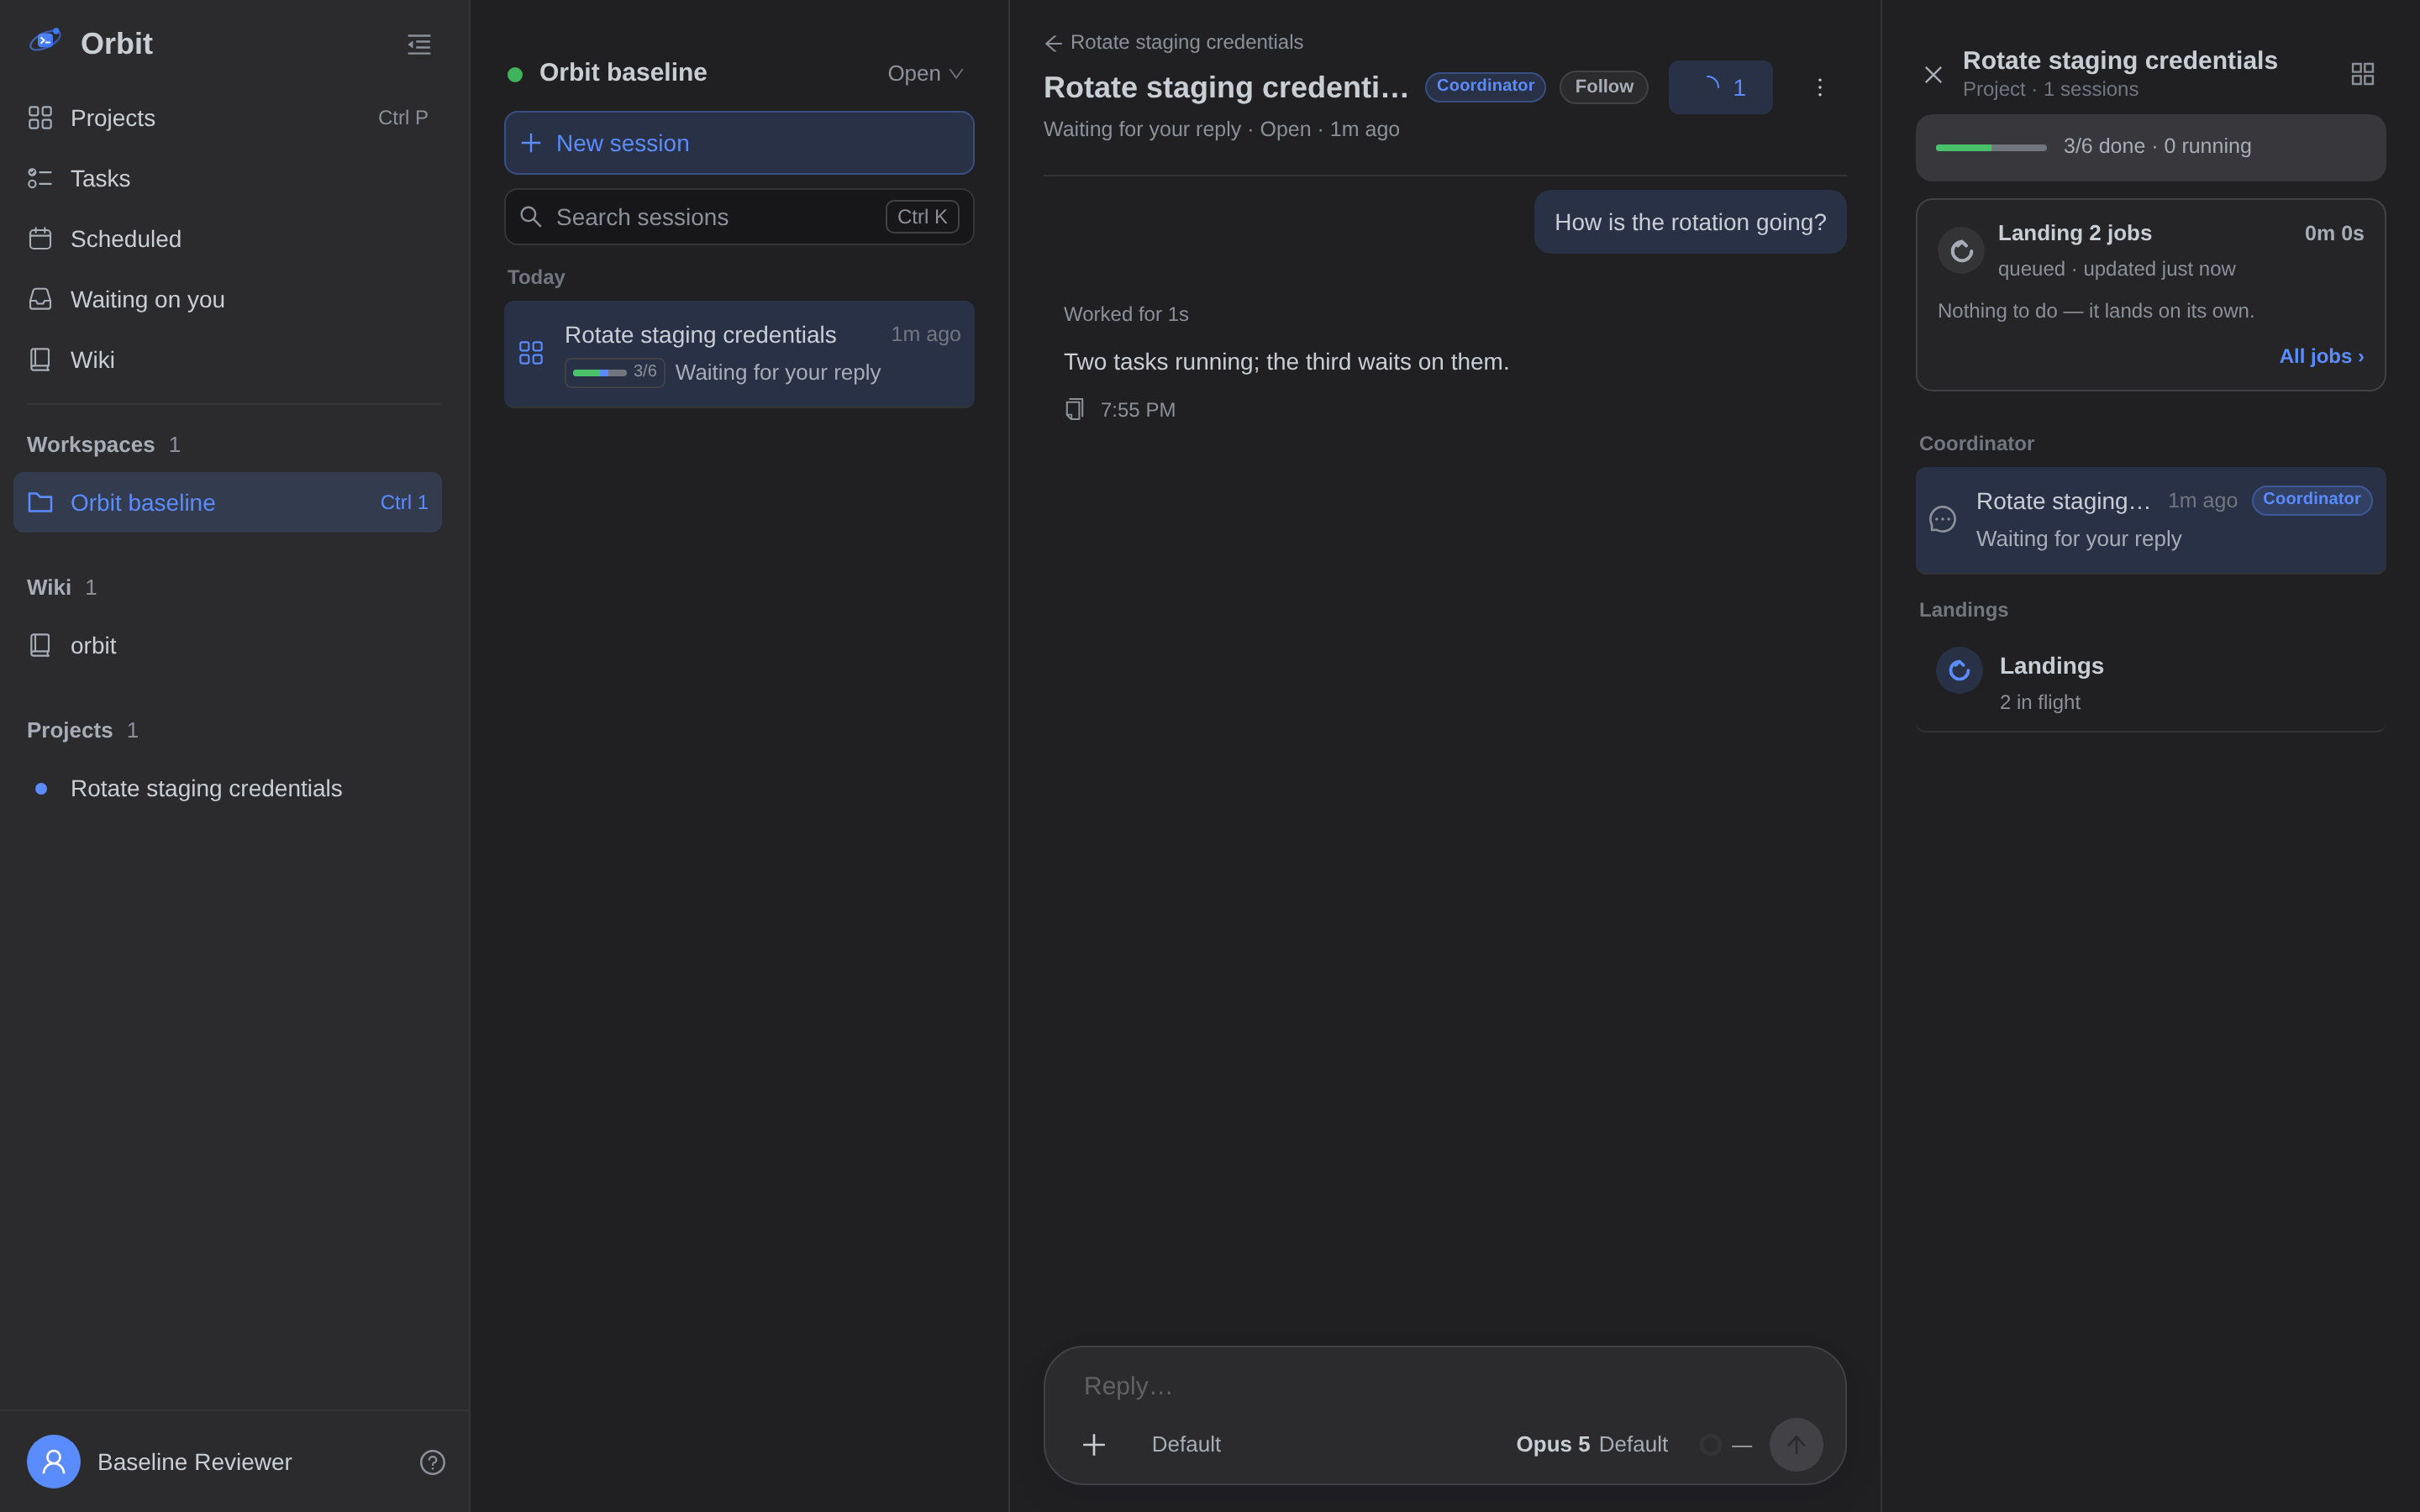 Orbit
Projects Ctrl P
Tasks
Scheduled
Waiting on you
Wiki
Workspaces 1
Orbit baseline Ctrl 1
Wiki 1
orbit
Projects 1
Rotate staging credentials
Baseline Reviewer
Orbit baseline Open
New session
Search sessions Ctrl K
Today
Rotate staging credentials 1m ago
3/6 Waiting for your reply
Rotate staging credentials
Rotate staging credenti… Coordinator Follow 1
Waiting for your reply · Open · 1m ago
How is the rotation going?
Worked for 1s
Two tasks running; the third waits on them.
7:55 PM
Reply…
Default Opus 5 Default —
Rotate staging credentials
Project · 1 sessions
3/6 done · 0 running
Landing 2 jobs 0m 0s
queued · updated just now
Nothing to do — it lands on its own.
All jobs ›
Coordinator
Rotate staging… 1m ago Coordinator
Waiting for your reply
Landings
Landings
2 in flight